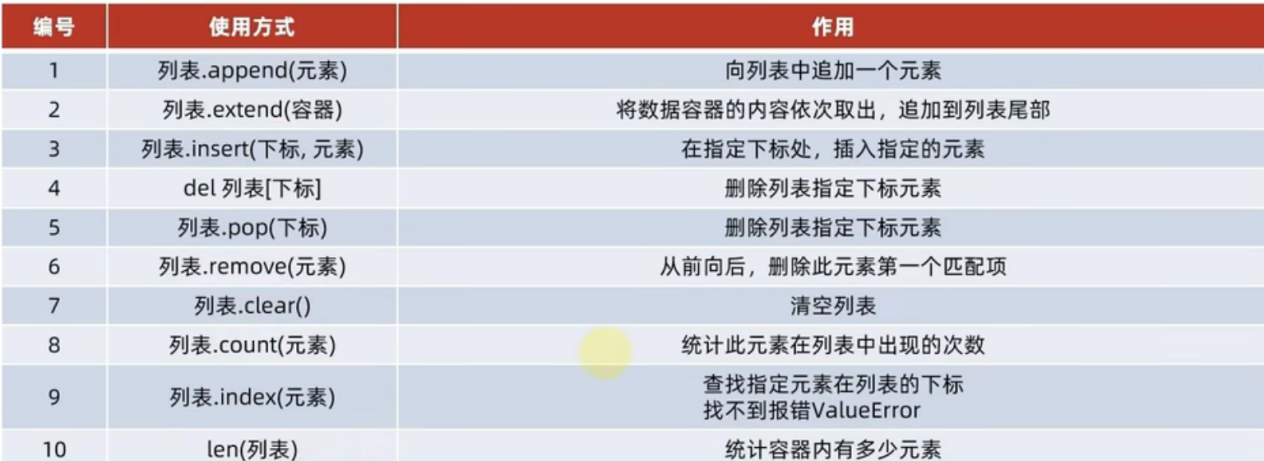 编号 使用方式 作用
1 列表.append(元素) 向列表中追加一个元素
2 列表.extend(容器) 将数据容器的内容依次取出，追加到列表尾部
3 列表.insert(下标, 元素) 在指定下标处，插入指定的元素
4 del 列表[下标] 删除列表指定下标元素
5 列表.pop(下标) 删除列表指定下标元素
6 列表.remove(元素) 从前向后，删除此元素第一个匹配项
7 列表.clear() 清空列表
8 列表.count(元素) 统计此元素在列表中出现的次数
9 列表.index(元素) 查找指定元素在列表的下标
找不到报错ValueError
10 len(列表) 统计容器内有多少元素